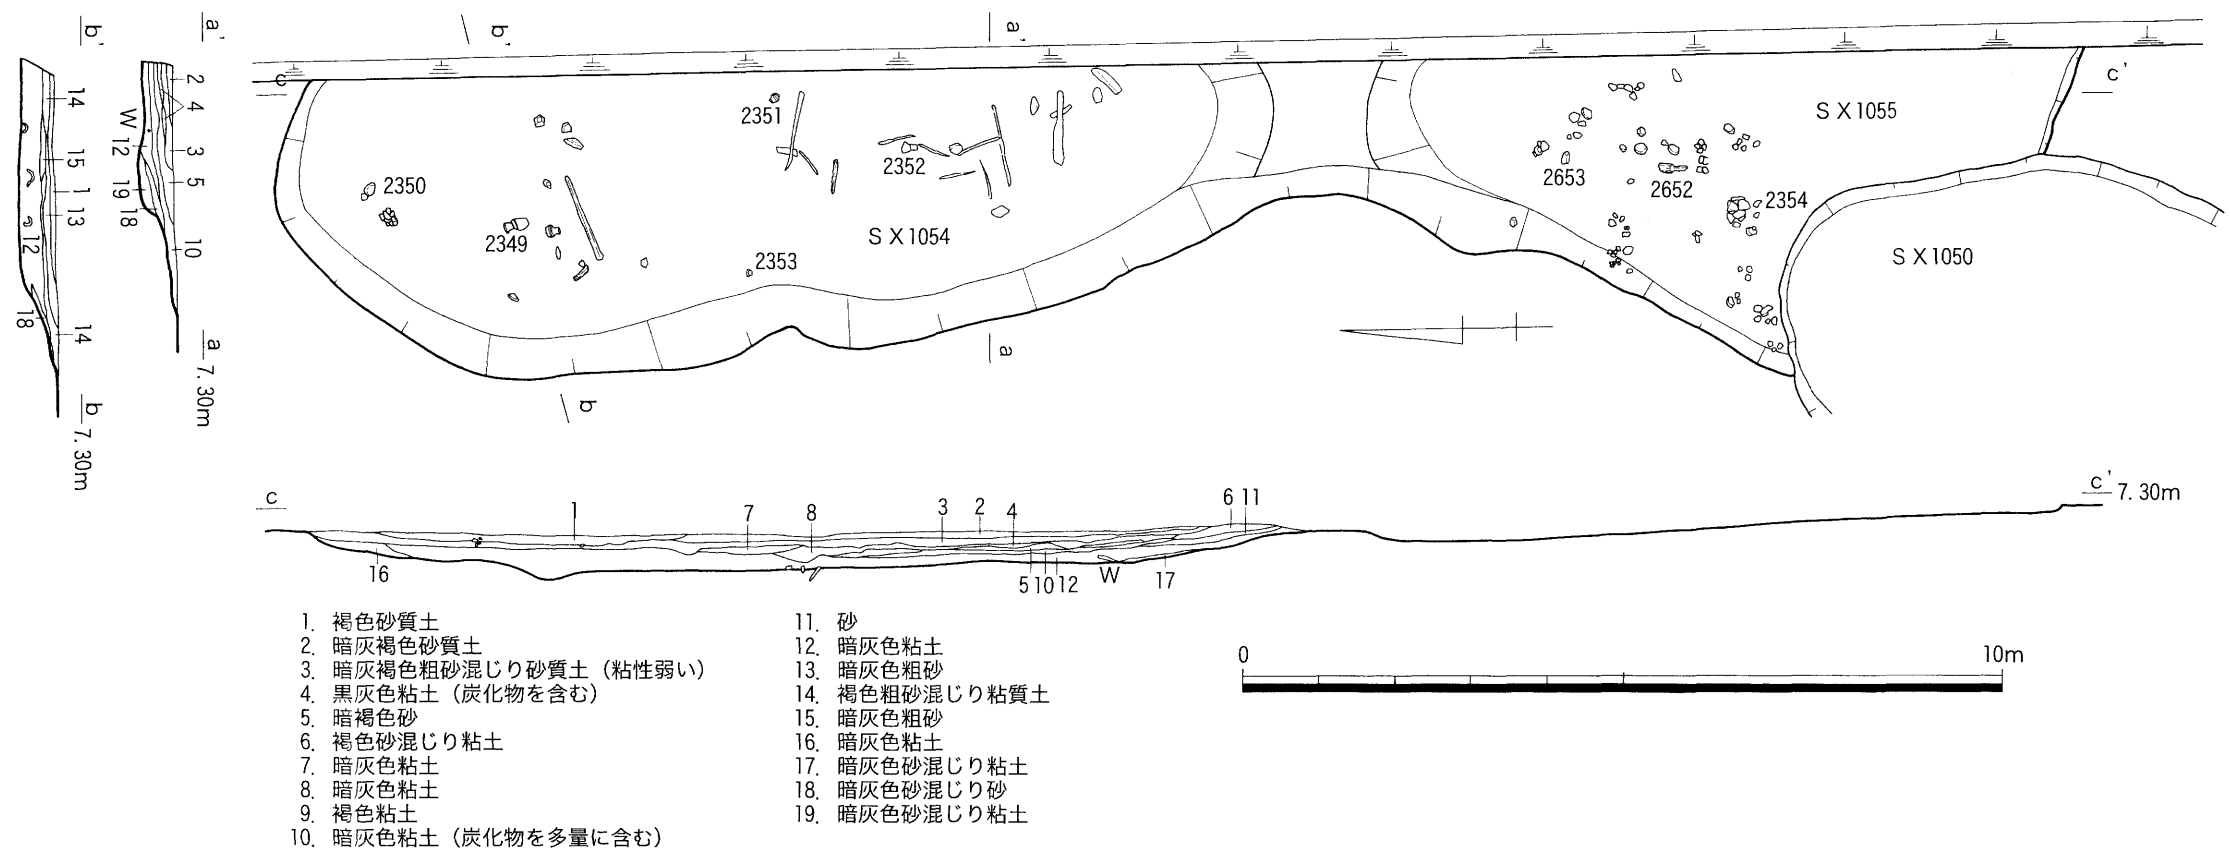 b'
a'
b'
a'
c
c'
2
4
W
12
3
5
19
18
10
14
15
1
13
12
18
14
a
7.30m
b
7.30m
2351
2352
2350
2349
2353
S X1054
S X1055
2653
2652
2354
S X1050
a
b
c
c'
7.30m
1
7
8
3
2
4
6
11
16
5
10
12
W
17
1. 褐色砂質土
2. 暗灰褐色砂質土
3. 暗灰褐色粗砂混じり砂質土（粘性弱い）
4. 黒灰色粘土（炭化物を含む）
5. 暗褐色砂
6. 褐色砂混じり粘土
7. 暗灰色粘土
8. 暗灰色粘土
9. 褐色粘土
10. 暗灰色粘土（炭化物を多量に含む）
11. 砂
12. 暗灰色粘土
13. 暗灰色粗砂
14. 褐色粗砂混じり粘質土
15. 暗灰色粗砂
16. 暗灰色粘土
17. 暗灰色砂混じり粘土
18. 暗灰色砂混じり砂
19. 暗灰色砂混じり粘土
0
10m